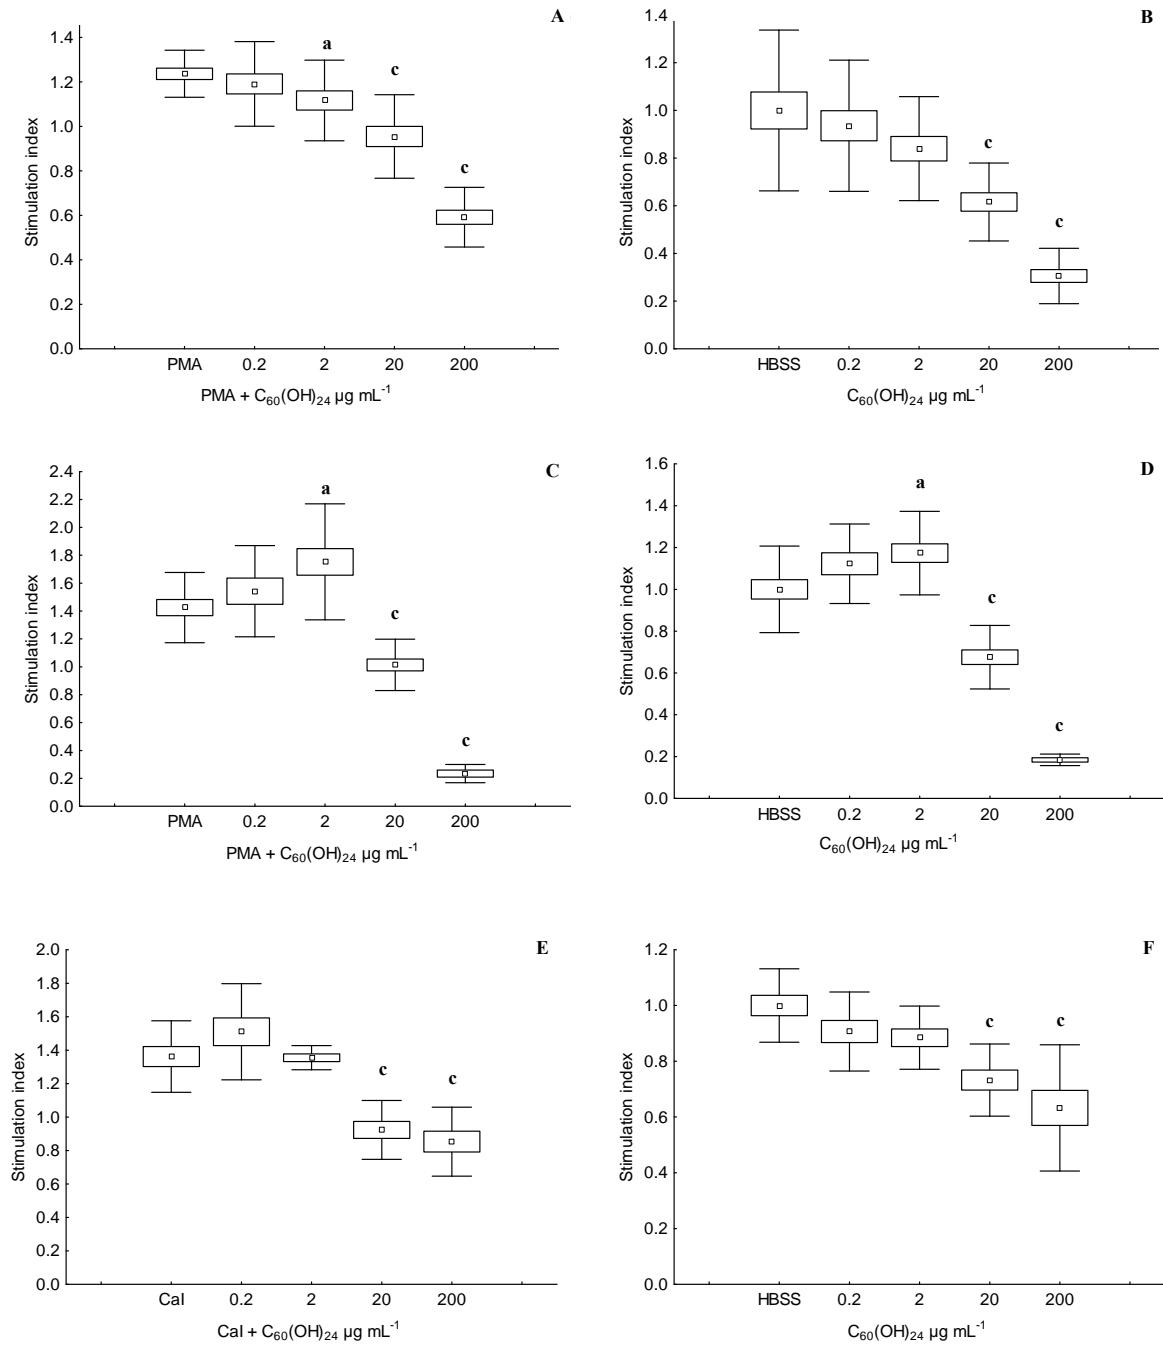 A
a
c
c
Stimulation index
1.4
1.2
1.0
0.8
0.6
0.4
0.2
0.0
PMA 0.2 2 20 200
PMA + C60(OH)24 µg mL-1
B
c
c
Stimulation index
1.4
1.2
1.0
0.8
0.6
0.4
0.2
0.0
HBSS 0.2 2 20 200
C60(OH)24 µg mL-1
C
a
c
c
Stimulation index
2.4
2.2
2.0
1.8
1.6
1.4
1.2
1.0
0.8
0.6
0.4
0.2
0.0
PMA 0.2 2 20 200
PMA + C60(OH)24 µg mL-1
D
a
c
c
Stimulation index
1.6
1.4
1.2
1.0
0.8
0.6
0.4
0.2
0.0
HBSS 0.2 2 20 200
C60(OH)24 µg mL-1
E
c c
Stimulation index
2.0
1.8
1.6
1.4
1.2
1.0
0.8
0.6
0.4
0.2
0.0
CaI 0.2 2 20 200
CaI + C60(OH)24 µg mL-1
F
c c
Stimulation index
1.2
1.0
0.8
0.6
0.4
0.2
0.0
HBSS 0.2 2 20 200
C60(OH)24 µg mL-1